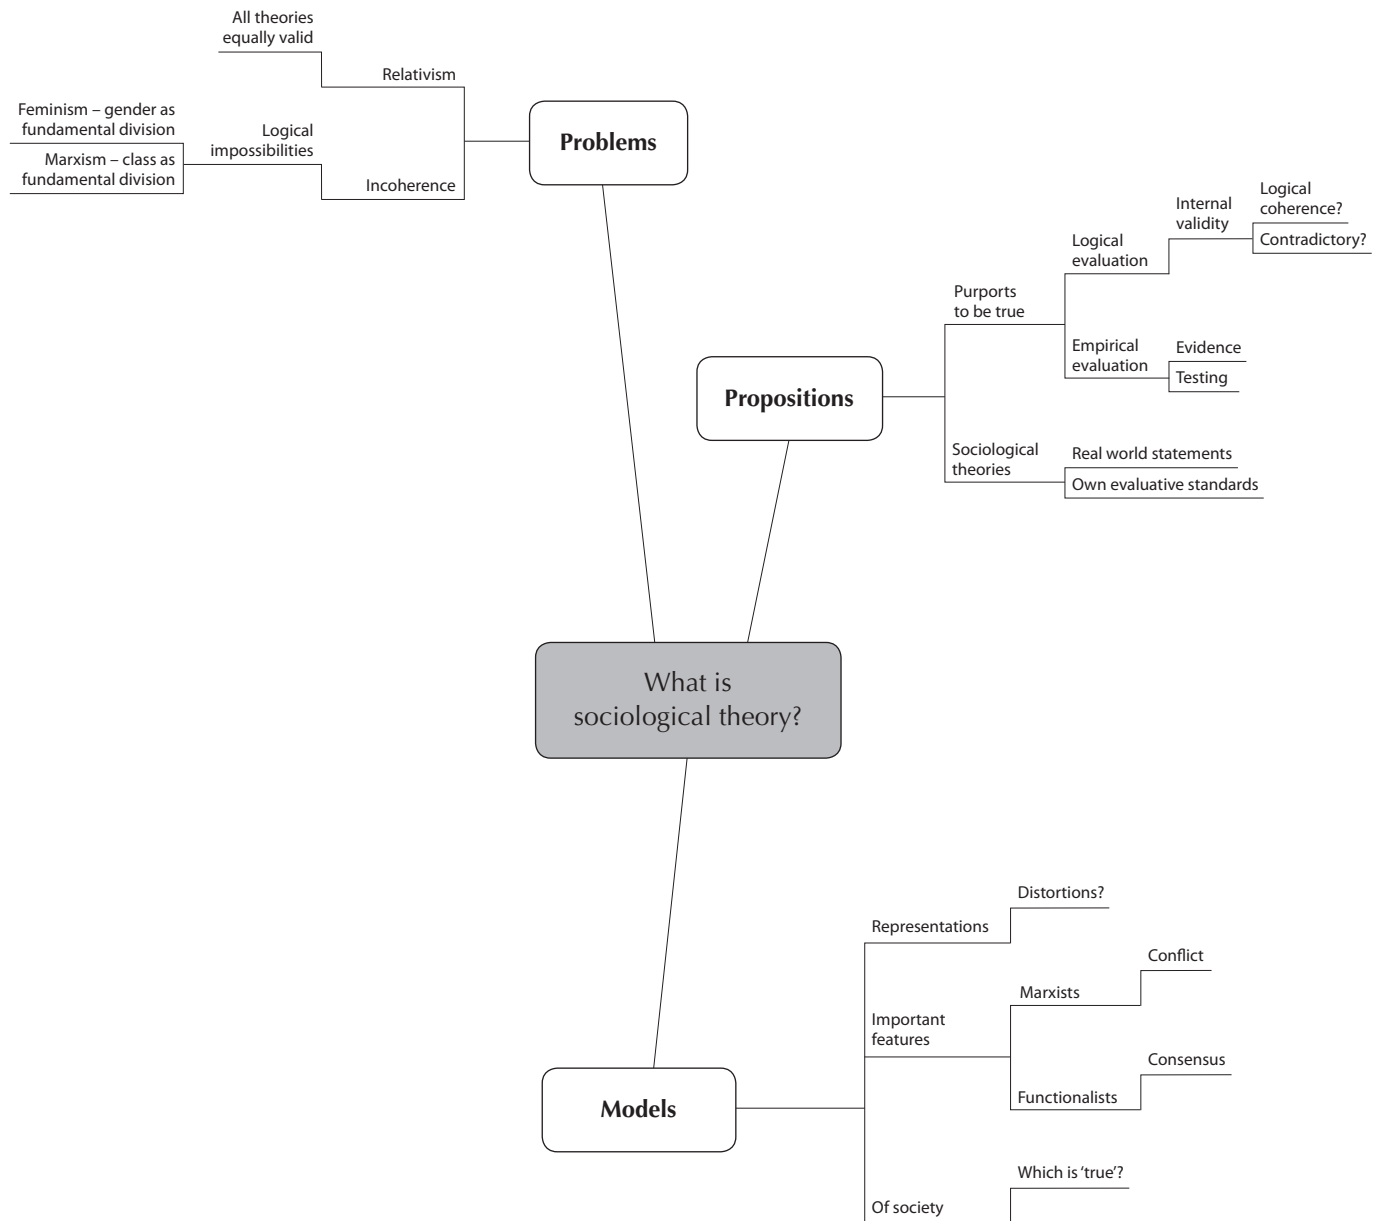 All theories
equally valid
Relativism
Feminism – gender as
fundamental division
Marxism – class as
fundamental division
Logical
impossibilities
Incoherence
Problems
Propositions
Purports
to be true
Logical
evaluation
Internal
validity
Logical
coherence?
Contradictory?
Empirical
evaluation
Evidence
Testing
Sociological
theories
Real world statements
Own evaluative standards
What is
sociological theory?
Models
Representations
Distortions?
Important
features
Marxists
Conflict
Functionalists
Consensus
Of society
Which is ‘true’?